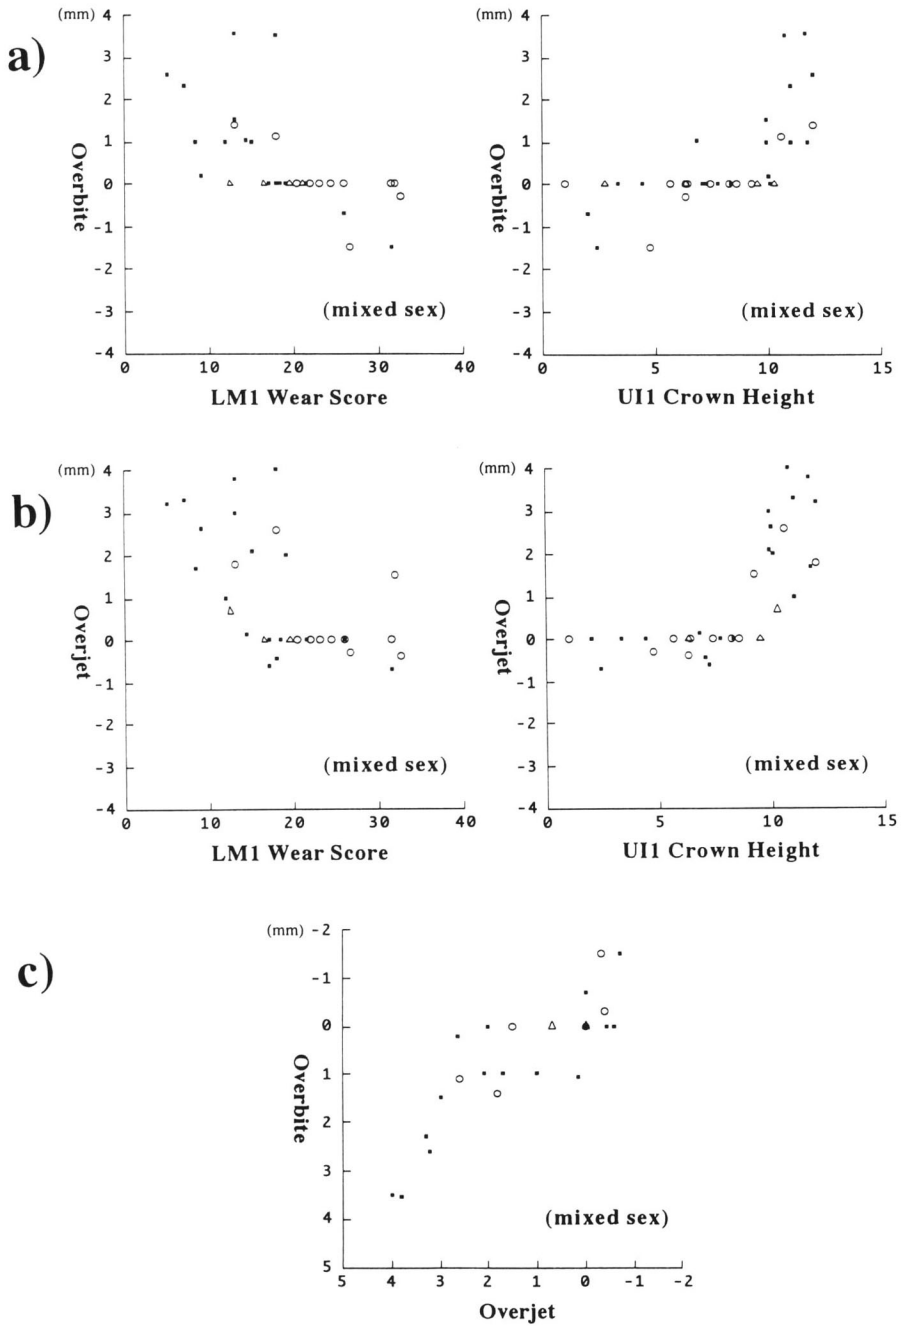 a)
(mm) 4
3
2
1
0
-1
-2
-3
-4
Overbite
(mixed sex)
0 10 20 30 40
LM1 Wear Score
(mm) 4
3
2
1
0
-1
-2
-3
-4
Overbite
(mixed sex)
0 5 10 15
UI1 Crown Height
b)
(mm) 4
3
2
1
0
-1
-2
-3
-4
Overjet
(mixed sex)
0 10 20 30 40
LM1 Wear Score
(mm) 4
3
2
1
0
-1
-2
-3
-4
Overjet
(mixed sex)
0 5 10 15
UI1 Crown Height
c)
(mm) -2
-1
0
1
2
3
4
5
Overbite
(mixed sex)
5 4 3 2 1 0 -1 -2
Overjet